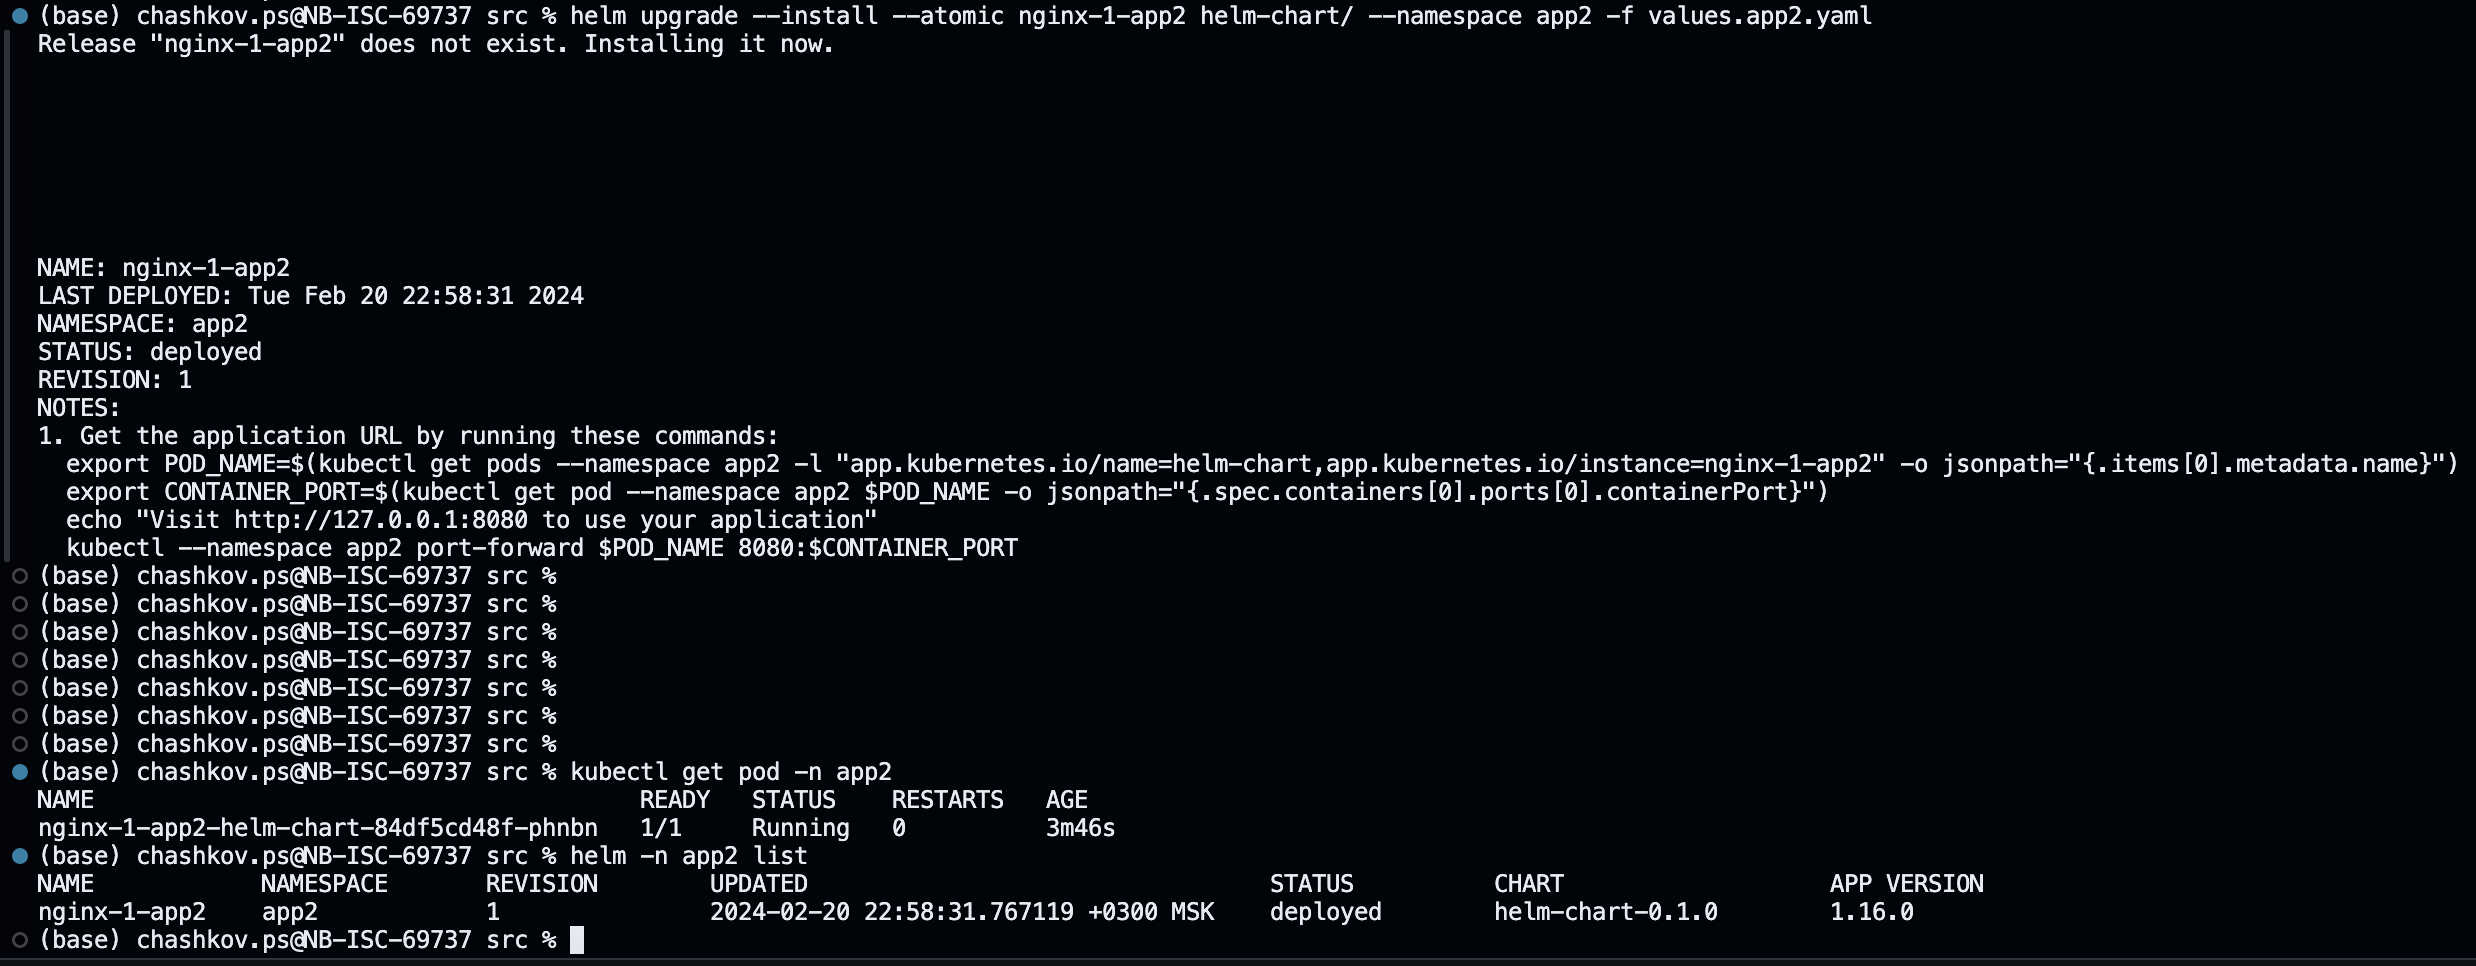 (base) chashkov.ps@NB-ISC-69737 src % helm upgrade --install --atomic nginx-1-app2 helm-chart/ --namespace app2 -f values.app2.yaml
Release "nginx-1-app2" does not exist. Installing it now.
NAME: nginx-1-app2
LAST DEPLOYED: Tue Feb 20 22:58:31 2024
NAMESPACE: app2
STATUS: deployed
REVISION: 1
NOTES:
1. Get the application URL by running these commands:
  export POD_NAME=$(kubectl get pods --namespace app2 -l "app.kubernetes.io/name=helm-chart,app.kubernetes.io/instance=nginx-1-app2" -o jsonpath="{.items[0].metadata.name}")
  export CONTAINER_PORT=$(kubectl get pod --namespace app2 $POD_NAME -o jsonpath="{.spec.containers[0].ports[0].containerPort}")
  echo "Visit http://127.0.0.1:8080 to use your application"
  kubectl --namespace app2 port-forward $POD_NAME 8080:$CONTAINER_PORT
(base) chashkov.ps@NB-ISC-69737 src %
(base) chashkov.ps@NB-ISC-69737 src %
(base) chashkov.ps@NB-ISC-69737 src %
(base) chashkov.ps@NB-ISC-69737 src %
(base) chashkov.ps@NB-ISC-69737 src %
(base) chashkov.ps@NB-ISC-69737 src %
(base) chashkov.ps@NB-ISC-69737 src %
(base) chashkov.ps@NB-ISC-69737 src % kubectl get pod -n app2
NAME                                       READY   STATUS    RESTARTS   AGE
nginx-1-app2-helm-chart-84df5cd48f-phnbn   1/1     Running   0          3m46s
(base) chashkov.ps@NB-ISC-69737 src % helm -n app2 list
NAME            NAMESPACE       REVISION        UPDATED                                 STATUS          CHART                   APP VERSION
nginx-1-app2    app2            1               2024-02-20 22:58:31.767119 +0300 MSK    deployed        helm-chart-0.1.0        1.16.0
(base) chashkov.ps@NB-ISC-69737 src %